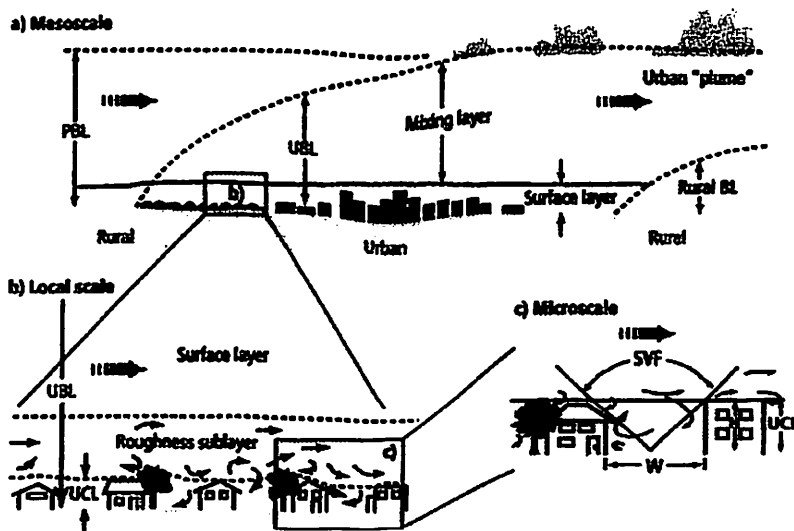 a) Mesoscale
Urban "plume"
PBL
Mixing layer
UBL
b)
Surface layer
Rural BL
Rural
Urban
Rural
b) Local scale
c) Microscale
SVF
Surface layer
UBL
Roughness sublayer
c)
UCL
H
UCL
W